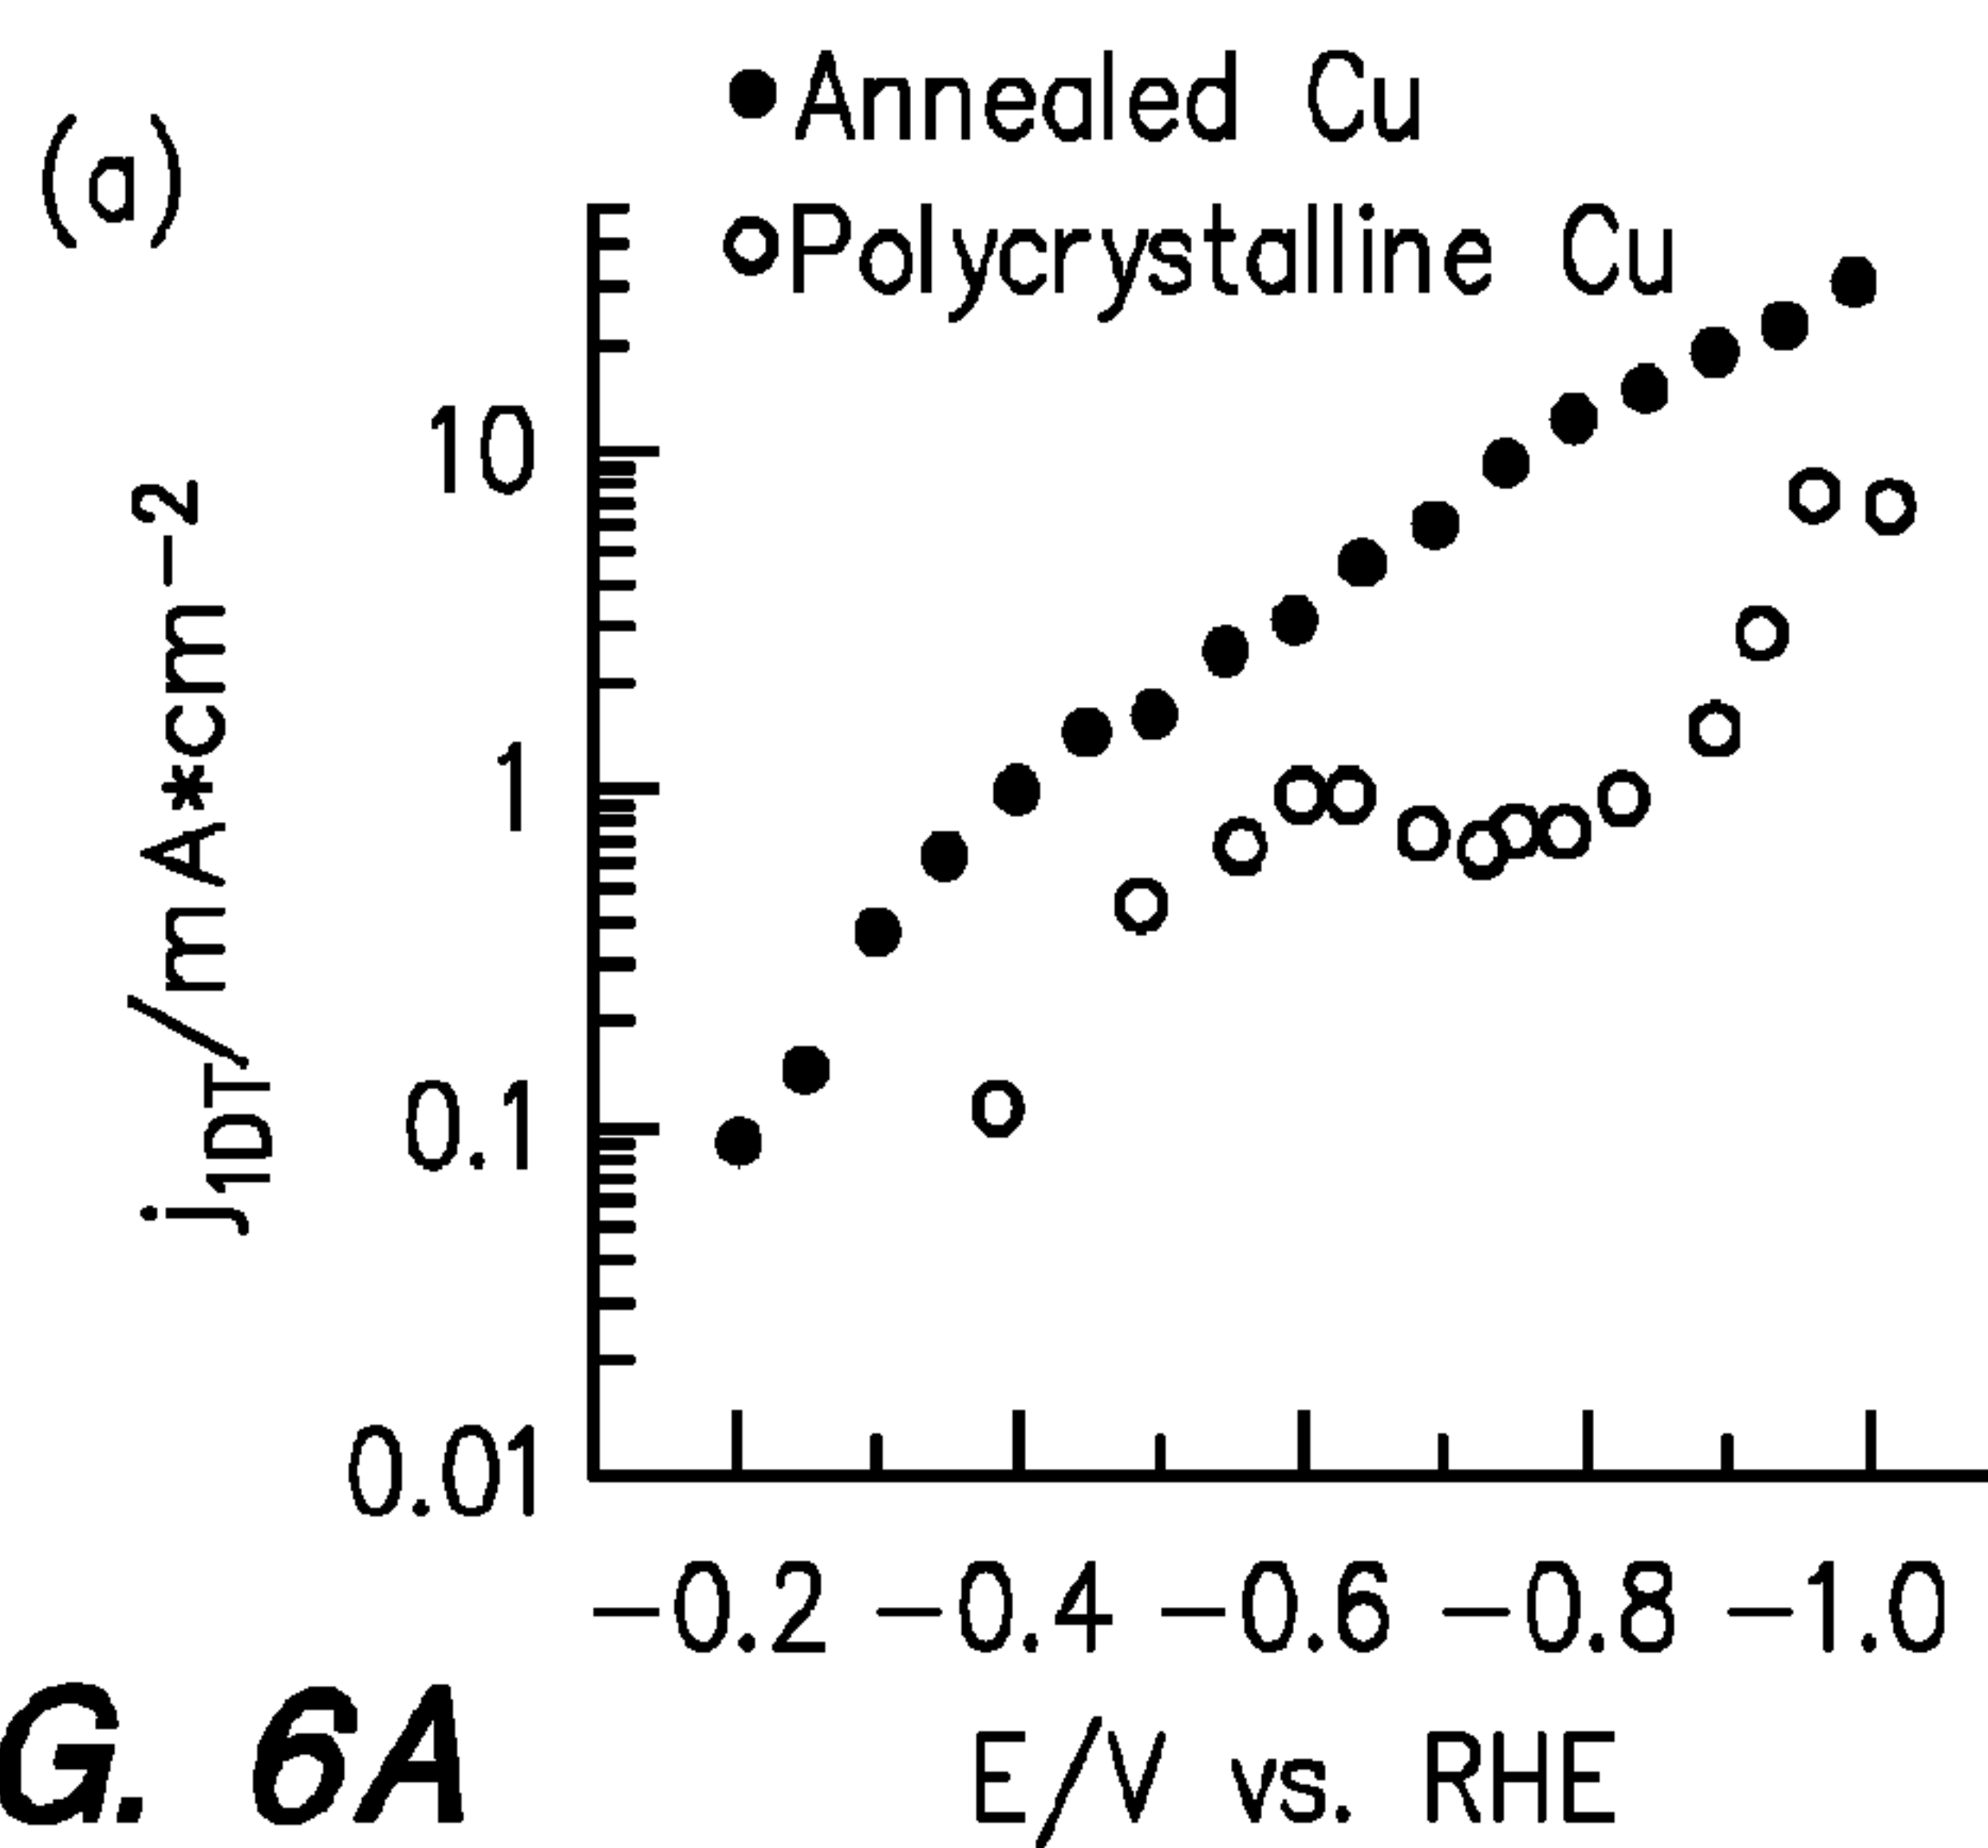 (a)
Annealed Cu
Polycrystalline Cu
j1DT/mA*cm-2
10
1
0.1
0.01
-0.2 -0.4 -0.6 -0.8 -1.0
E/V vs. RHE
G. 6A